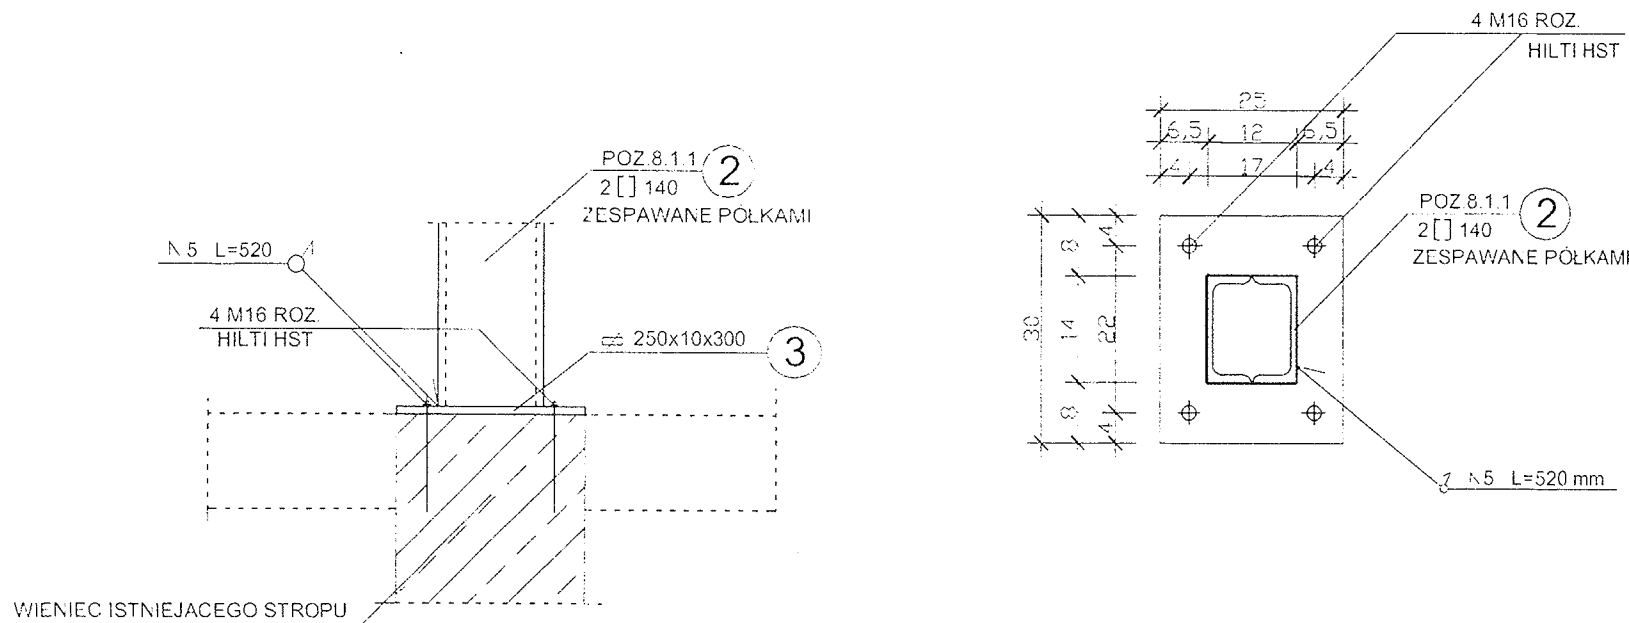 4 M16 ROZ.
HILTI HST
25
6,5 12 6,5
4 17 4
POZ.8.1.1 2
2 [] 140
ZESPAWANE PÓŁKAMI
5 L=520
4 M16 ROZ.
HILTI HST
250x10x300 3
POZ.8.1.1 2
2 [] 140
ZESPAWANE PÓŁKAMI
30
8 14 8
4 22 4
5 L=520 mm
WIENIEC ISTNIEJACEGO STROPU